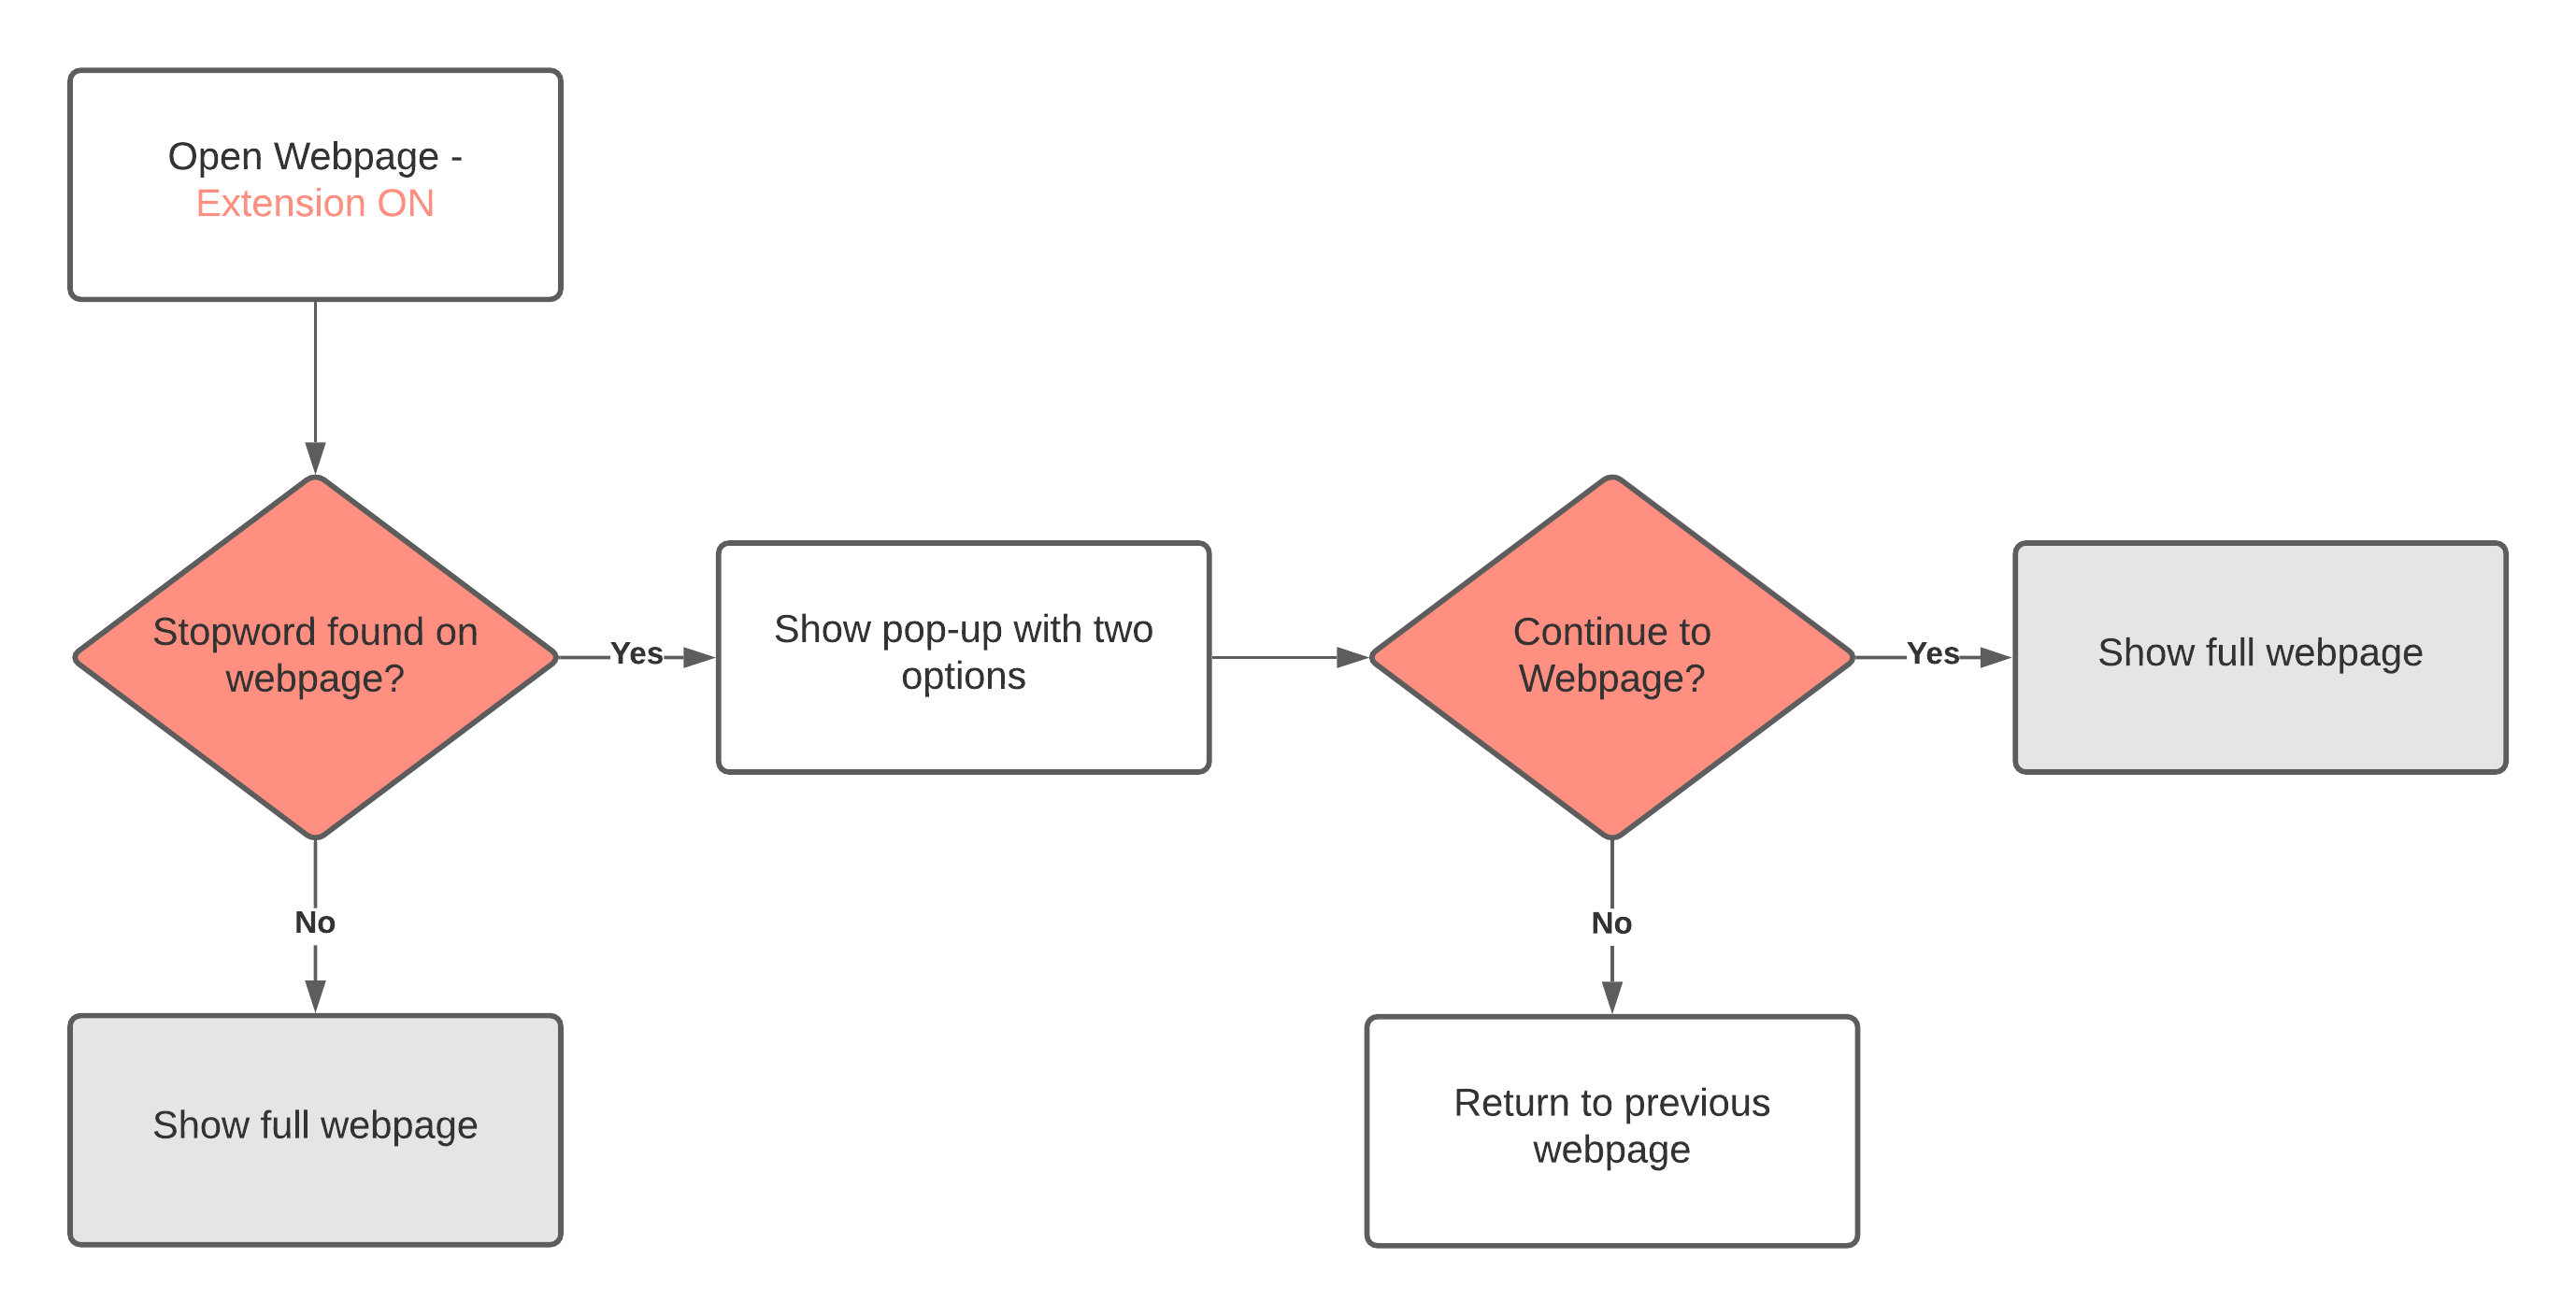 Open Webpage -
Extension ON
Stopword found on
webpage?
Yes
Show pop-up with two
options
Continue to
Webpage?
Yes
Show full webpage
No
No
Show full webpage
Return to previous
webpage